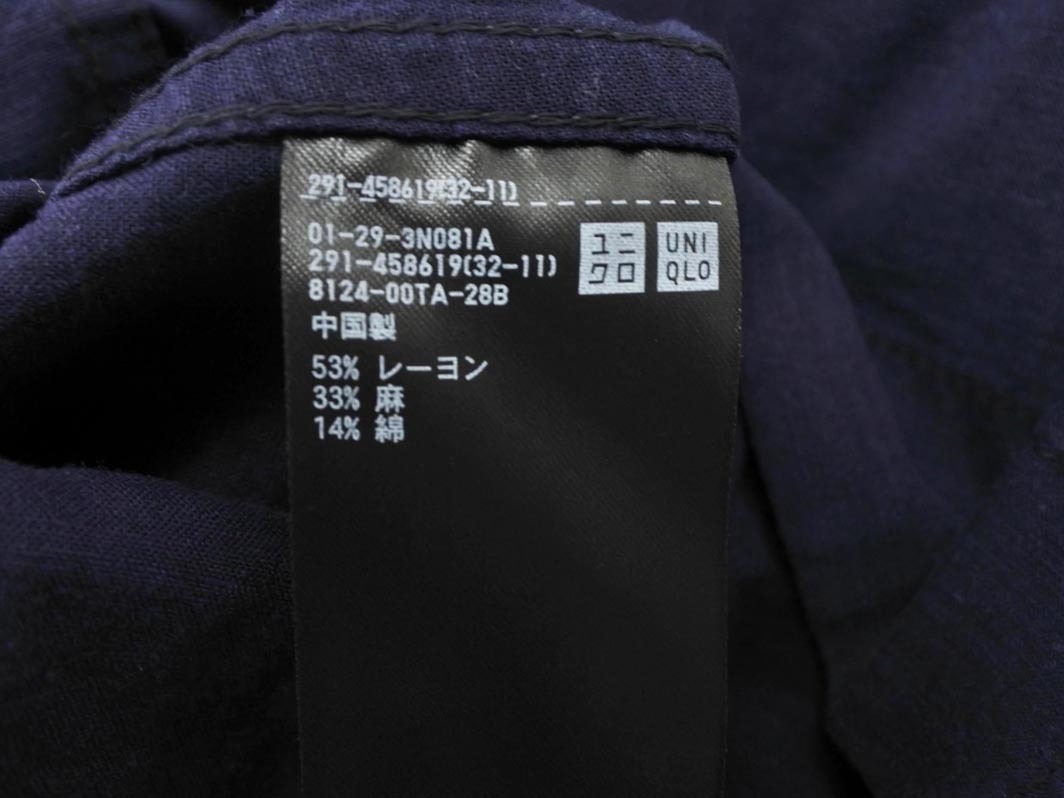 291-458619(32-11)
01-29-3N081A
291-458619(32-11)
8124-00TA-28B
中国製
53% レーヨン
33% 麻
14% 綿
ユニ
クロ
UNI
QLO